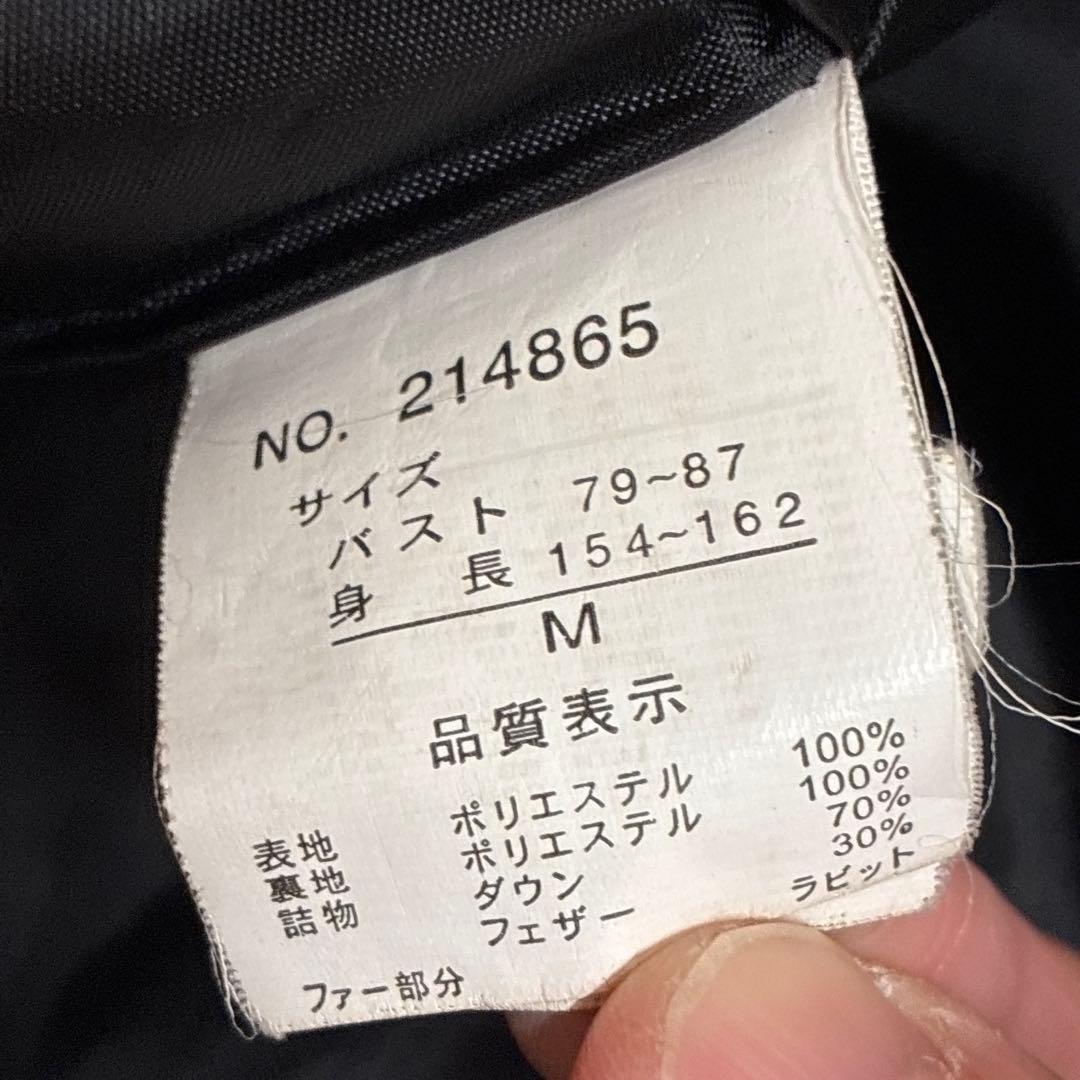 NO. 214865
サイズ
バスト 79~87
身長 154~162
M
品質表示
表地 ポリエステル 100%
裏地 ポリエステル 100%
詰物 ダウン 70%
フェザー 30%
ファー部分 ラビット